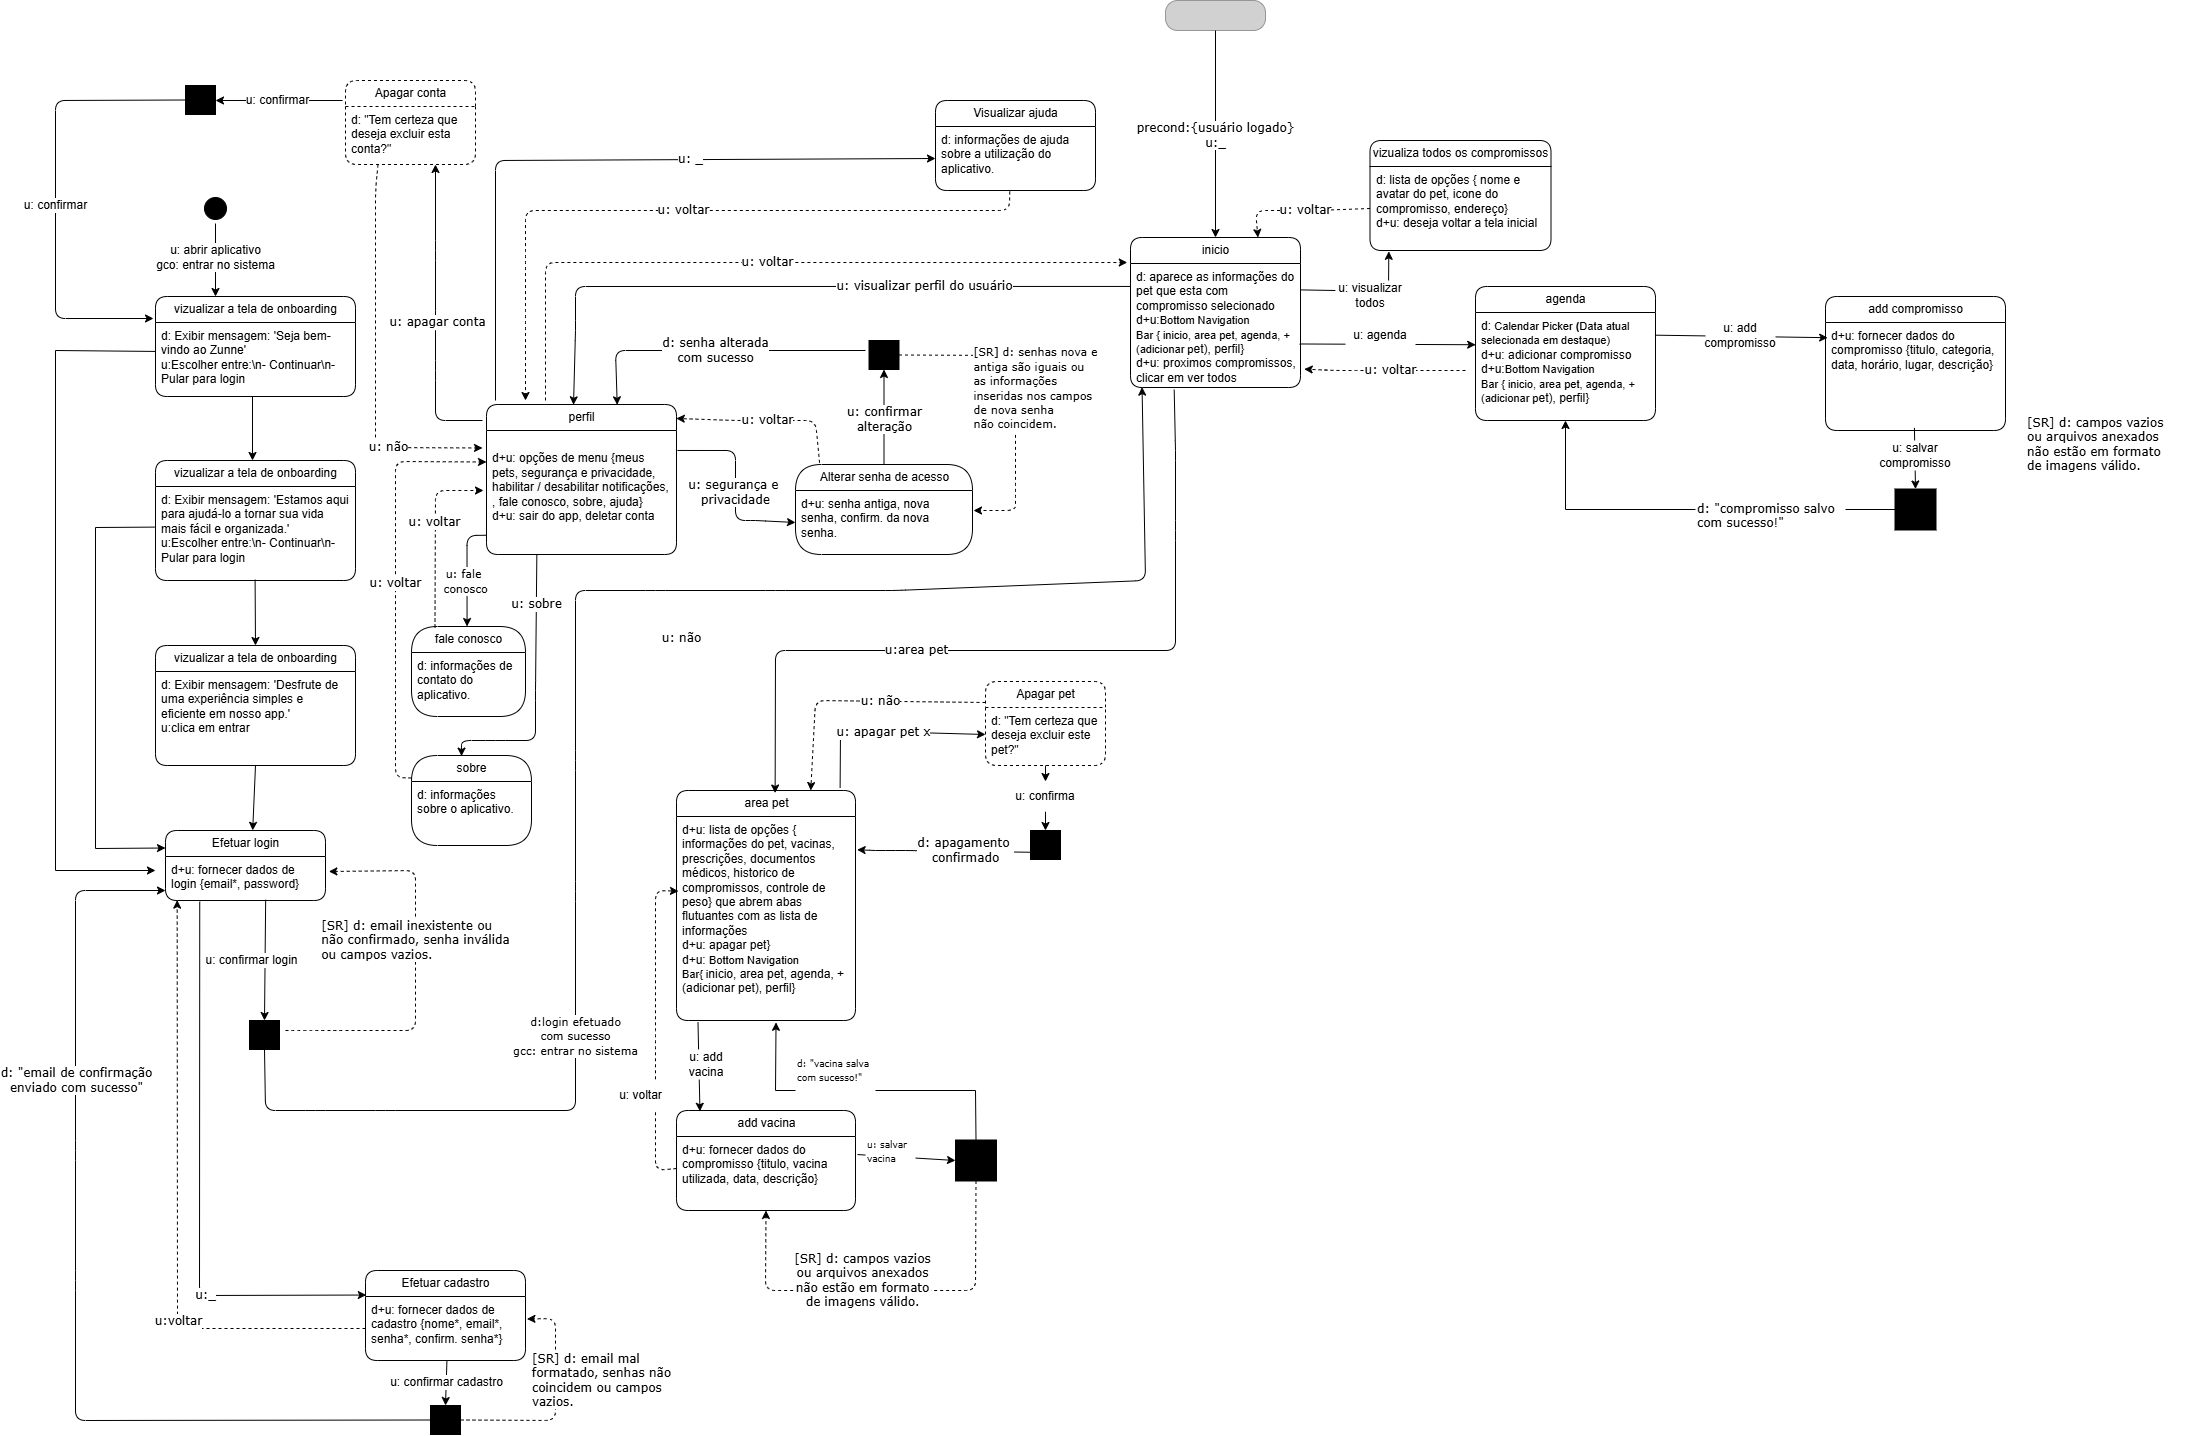 u: confirmar
Apagar conta
d: "Tem certeza que
deseja excluir esta
conta?"
u: confirmar
u: abrir aplicativo
gco: entrar no sistema
vizualizar a tela de onboarding
d: Exibir mensagem: 'Seja bem-
vindo ao Zunne'
u:Escolher entre:\n- Continuar\n-
Pular para login
vizualizar a tela de onboarding
d: Exibir mensagem: 'Estamos aqui
para ajudá-lo a tornar sua vida
mais fácil e organizada.'
u:Escolher entre:\n- Continuar\n-
Pular para login
vizualizar a tela de onboarding
d: Exibir mensagem: 'Desfrute de
uma experiência simples e
eficiente em nosso app.'
u:clica em entrar
Efetuar login
d+u: fornecer dados de
login {email*, password}
[SR] d: email inexistente ou
não confirmado, senha inválida
ou campos vazios.
u: confirmar login
d: "email de confirmação
enviado com sucesso"
u:_
u:voltar
Efetuar cadastro
d+u: fornecer dados de
cadastro {nome*, email*,
senha*, confirm. senha*}
u: confirmar cadastro
[SR] d: email mal
formatado, senhas não
coincidem ou campos
vazios.
d:login efetuado
com sucesso
gcc: entrar no sistema
u: _
Visualizar ajuda
d: informações de ajuda
sobre a utilização do
aplicativo.
u: voltar
u: voltar
u: visualizar perfil do usuário
u: apagar conta
d: senha alterada
com sucesso
[SR] d: senhas nova e
antiga são iguais ou
as informações
inseridas nos campos
de nova senha
não coincidem.
u: confirmar
alteração
u: voltar
u: não
perfil
d+u: opções de menu {meus
pets, segurança e privacidade,
habilitar / desabilitar notificações,
, fale conosco, sobre, ajuda}
d+u: sair do app, deletar conta
u: segurança e
privacidade
Alterar senha de acesso
d+u: senha antiga, nova
senha, confirm. da nova
senha.
u: voltar
u: voltar
u: fale
conosco
u: sobre
fale conosco
d: informações de
contato do
aplicativo.
sobre
d: informações
sobre o aplicativo.
u: não
precond:{usuário logado}
u:_
inicio
d: aparece as informações do
pet que esta com
compromisso selecionado
d+u:Bottom Navigation
Bar { inicio, area pet, agenda, +
(adicionar pet), perfil}
d+u: proximos compromissos,
clicar em ver todos
vizualiza todos os compromissos
d: lista de opções { nome e
avatar do pet, icone do
compromisso, endereço}
d+u: deseja voltar a tela inicial
u: voltar
u: visualizar
todos
u: agenda
u: voltar
agenda
d: Calendar Picker (Data atual
selecionada em destaque)
d+u: adicionar compromisso
d+u:Bottom Navigation
Bar { inicio, area pet, agenda, +
(adicionar pet), perfil}
u: add
compromisso
add compromisso
d+u: fornecer dados do
compromisso {titulo, categoria,
data, horário, lugar, descrição}
[SR] d: campos vazios
ou arquivos anexados
não estão em formato
de imagens válido.
u: salvar
compromisso
d: "compromisso salvo
com sucesso!"
u:area pet
u: não
Apagar pet
d: "Tem certeza que
deseja excluir este
pet?"
u: apagar pet x
u: confirma
d: apagamento
confirmado
area pet
d+u: lista de opções {
informações do pet, vacinas,
prescrições, documentos
médicos, historico de
compromissos, controle de
peso} que abrem abas
flutuantes com as lista de
informações
d+u: apagar pet}
d+u: Bottom Navigation
Bar{ inicio, area pet, agenda, +
(adicionar pet), perfil}
u: add
vacina
d: "vacina salva
com sucesso!"
u: voltar
add vacina
d+u: fornecer dados do
compromisso {titulo, vacina
utilizada, data, descrição}
u: salvar
vacina
[SR] d: campos vazios
ou arquivos anexados
não estão em formato
de imagens válido.